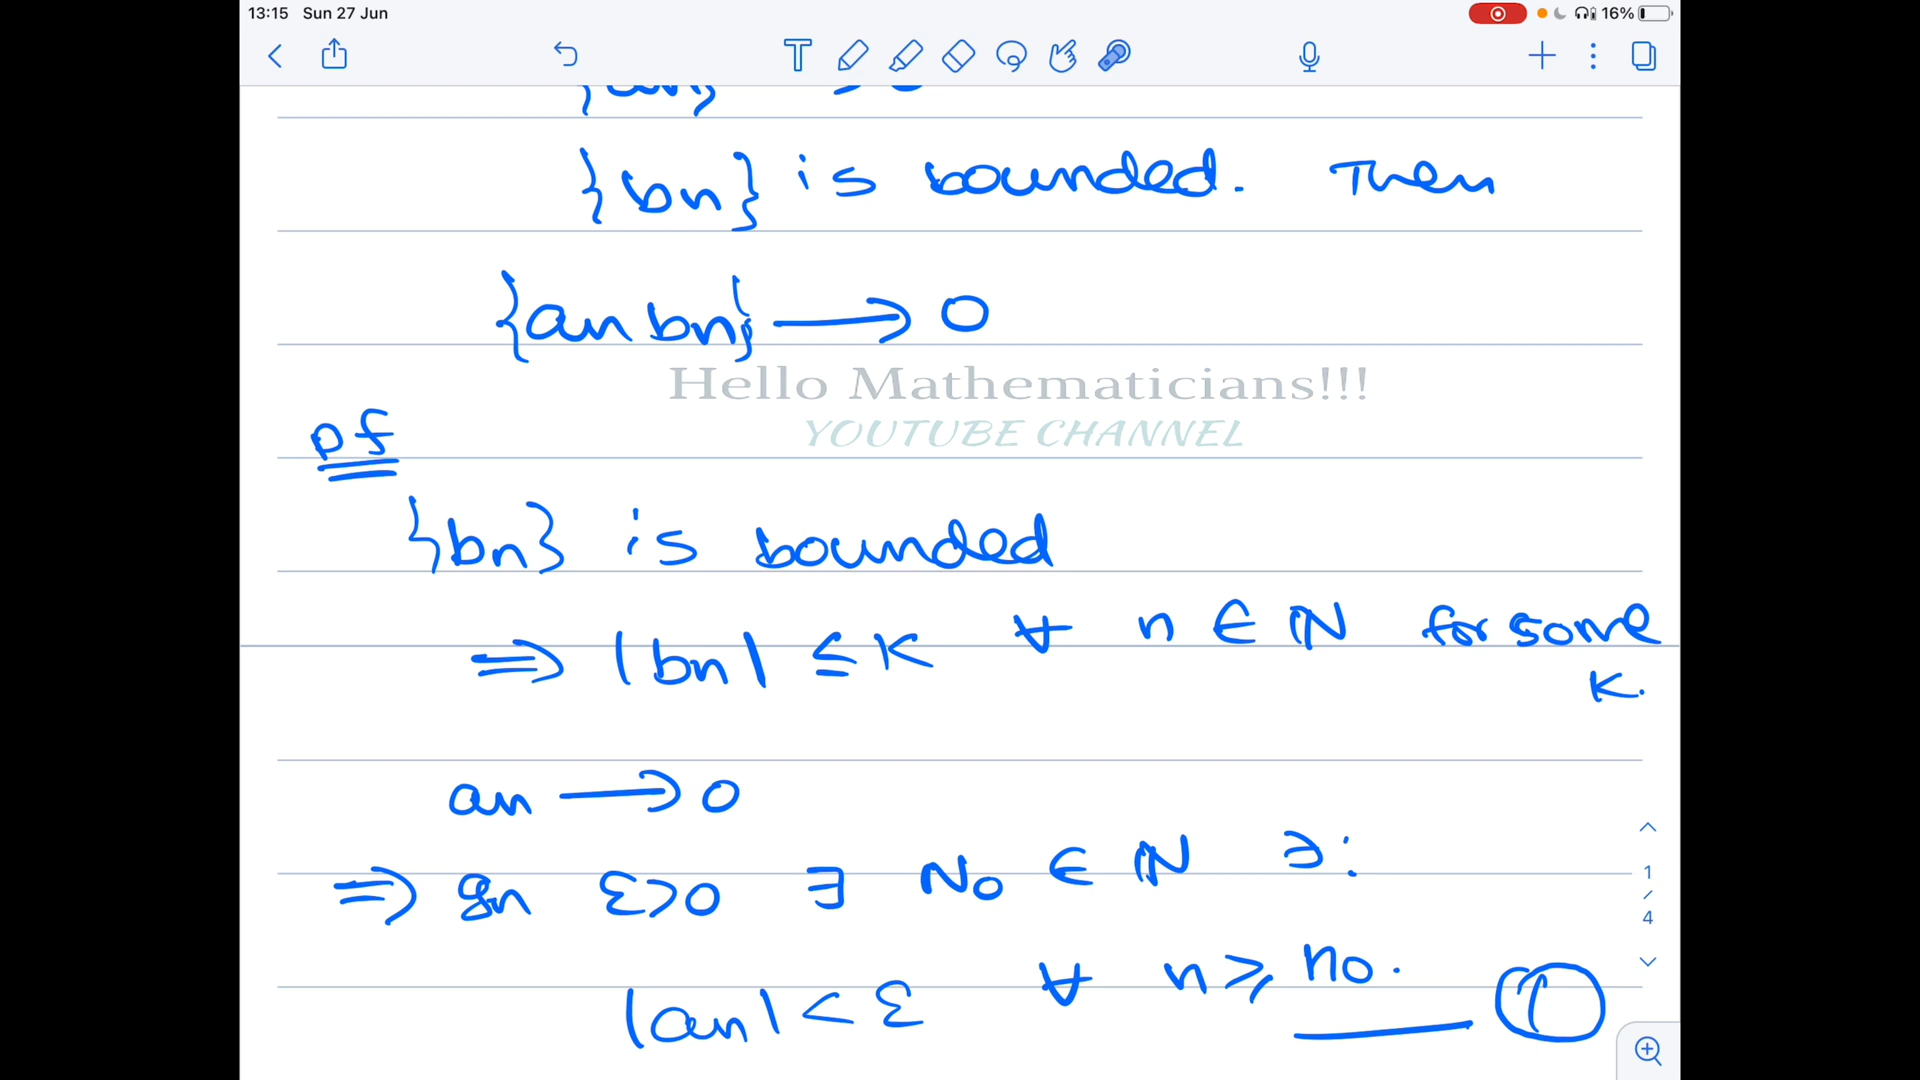 13:15 Sun 27 Jun 16%
{bn} is bounded. Then
{an bn} → 0
Hello Mathematicians!!!
YOUTUBE CHANNEL
pf
{bn} is bounded
⇒ |bn| ≤ K ∀ n ∈ ℕ for some
K.
an → 0
⇒ gn ε>0 ∃ N₀ ∈ ℕ ∋:
|an| < ε ∀ n ⩾ n₀. ①
1
/
4